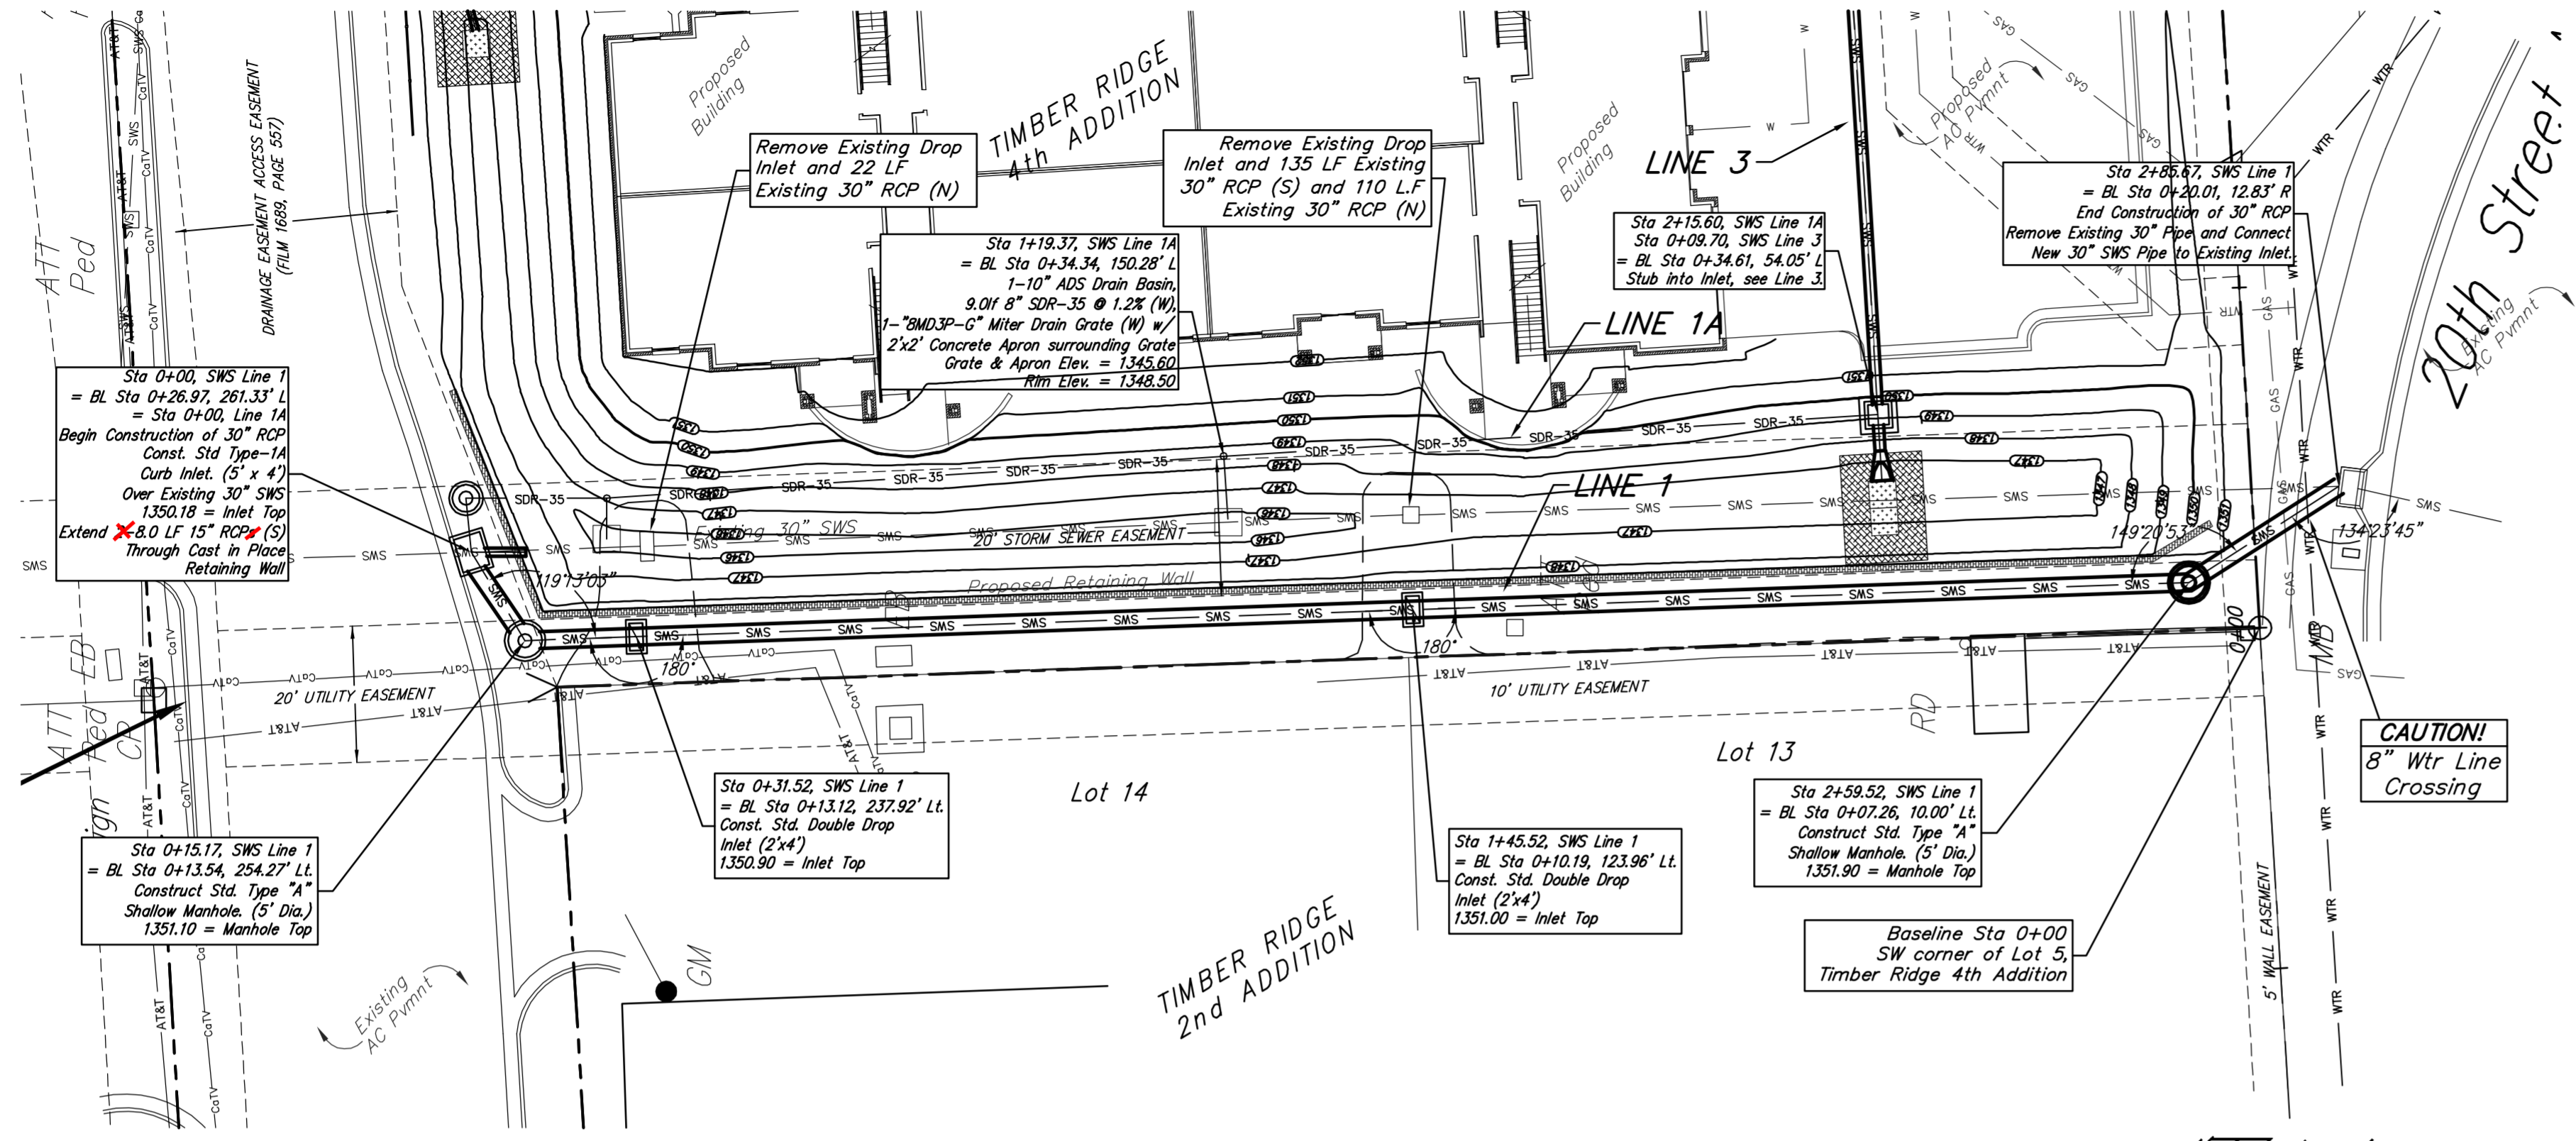 DRAINAGE EASEMENT ACCESS EASEMENT
(FILM 1689, PAGE 557)
ATT
Ped
Proposed
Building
TIMBER RIDGE
4th ADDITION
Remove Existing Drop
Inlet and 22 LF
Existing 30" RCP (N)
Remove Existing Drop
Inlet and 135 LF Existing
30" RCP (S) and 110 L.F
Existing 30" RCP (N)
Proposed
Building
LINE 3
Proposed
AC Pvmnt
Sta 2+85.67, SWS Line 1
= BL Sta 0+20.01, 12.83' R
End Construction of 30" RCP
Remove Existing 30" Pipe and Connect
New 30" SWS Pipe to Existing Inlet.
20th Street
Existing
AC Pvmnt
Sta 1+19.37, SWS Line 1A
= BL Sta 0+34.34, 150.28' L
1-10" ADS Drain Basin,
9.0lf 8" SDR-35 @ 1.2% (W),
1-"8MD3P-G" Miter Drain Grate (W) w/
2'x2' Concrete Apron surrounding Grate
Grate & Apron Elev. = 1345.60
Rim Elev. = 1348.50
Sta 2+15.60, SWS Line 1A
Sta 0+09.70, SWS Line 3
= BL Sta 0+34.61, 54.05' L
Stub into Inlet, see Line 3.
LINE 1A
LINE 1
Sta 0+00, SWS Line 1
= BL Sta 0+26.97, 261.33' L
= Sta 0+00, Line 1A
Begin Construction of 30" RCP
Const. Std Type-1A
Curb Inlet. (5' x 4')
Over Existing 30" SWS
1350.18 = Inlet Top
Extend 8.0 LF 15" RCP (S)
Through Cast in Place
Retaining Wall
Existing 30" SWS
20' STORM SEWER EASEMENT
Proposed Retaining Wall
119°13'03"
180°
180°
149°20'53"
134°23'45"
0+00
MB
EB
ATT
Ped
CP
ign
20' UTILITY EASEMENT
10' UTILITY EASEMENT
RD
Lot 14
Lot 13
CAUTION!
8" Wtr Line
Crossing
Sta 0+15.17, SWS Line 1
= BL Sta 0+13.54, 254.27' Lt.
Construct Std. Type "A"
Shallow Manhole. (5' Dia.)
1351.10 = Manhole Top
Sta 0+31.52, SWS Line 1
= BL Sta 0+13.12, 237.92' Lt.
Const. Std. Double Drop
Inlet (2'x4')
1350.90 = Inlet Top
Sta 1+45.52, SWS Line 1
= BL Sta 0+10.19, 123.96' Lt.
Const. Std. Double Drop
Inlet (2'x4')
1351.00 = Inlet Top
Sta 2+59.52, SWS Line 1
= BL Sta 0+07.26, 10.00' Lt.
Construct Std. Type "A"
Shallow Manhole. (5' Dia.)
1351.90 = Manhole Top
Baseline Sta 0+00
SW corner of Lot 5,
Timber Ridge 4th Addition
5' WALL EASEMENT
GM
Existing
AC Pvmnt
TIMBER RIDGE
2nd ADDITION